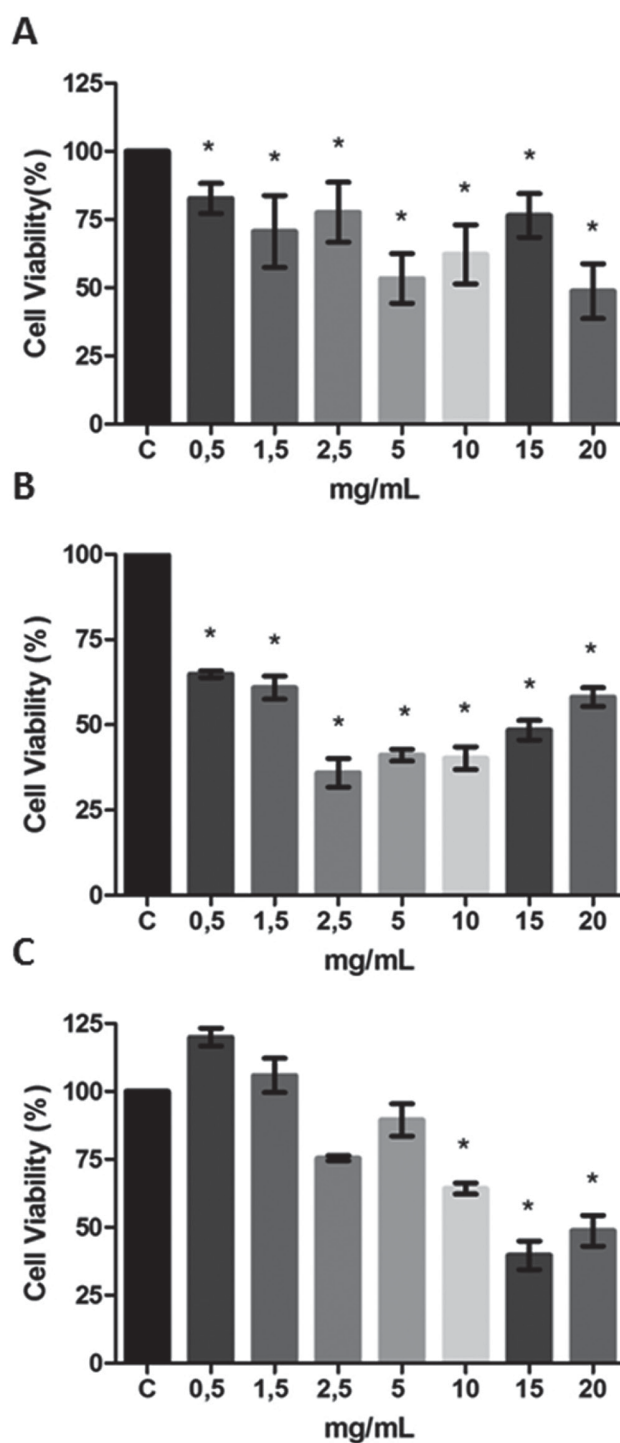 A
Cell Viability(%)
125
100
75
50
25
0
* * * * * * *
C 0,5 1,5 2,5 5 10 15 20
mg/mL
B
Cell Viability (%)
100
75
50
25
0
* * * * * * *
C 0,5 1,5 2,5 5 10 15 20
mg/mL
C
Cell Viability (%)
125
100
75
50
25
0
* * *
C 0,5 1,5 2,5 5 10 15 20
mg/mL